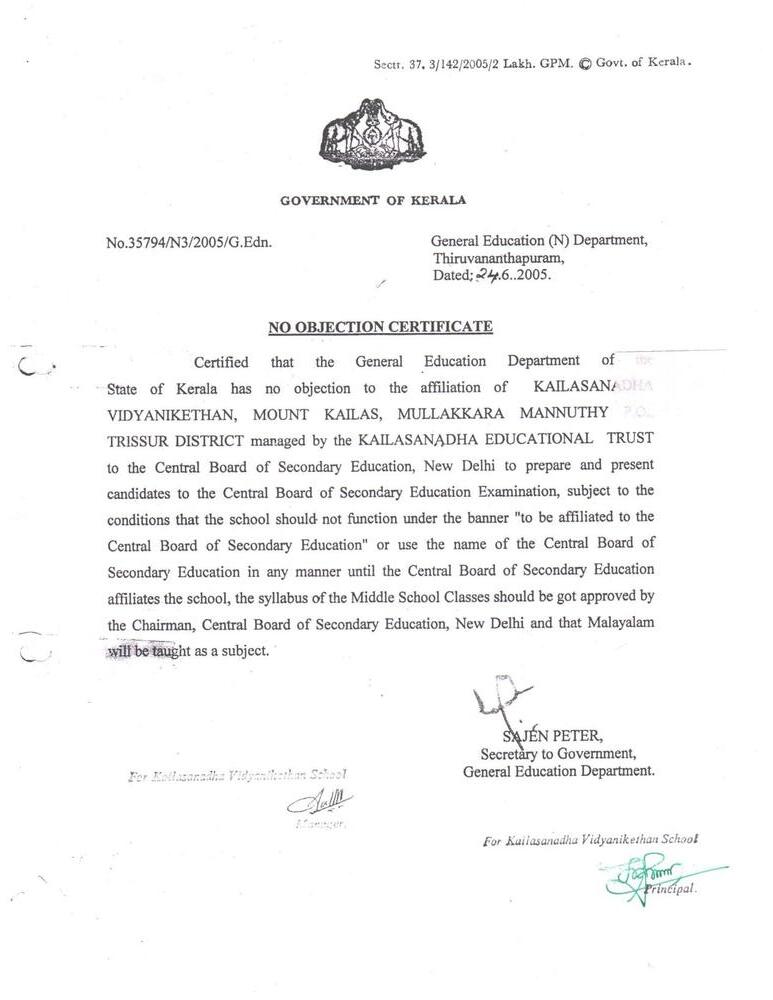 Sectr. 37. 3/142/2005/2 Lakh. GPM. © Govt. of Kerala.
GOVERNMENT OF KERALA
No.35794/N3/2005/G.Edn.
General Education (N) Department,
Thiruvananthapuram,
Dated; 24.6..2005.
NO OBJECTION CERTIFICATE
Certified that the General Education Department of the
State of Kerala has no objection to the affiliation of KAILASANADHA
VIDYANIKETHAN, MOUNT KAILAS, MULLAKKARA MANNUTHY P.O.,
TRISSUR DISTRICT managed by the KAILASANADHA EDUCATIONAL TRUST
to the Central Board of Secondary Education, New Delhi to prepare and present
candidates to the Central Board of Secondary Education Examination, subject to the
conditions that the school should not function under the banner "to be affiliated to the
Central Board of Secondary Education" or use the name of the Central Board of
Secondary Education in any manner until the Central Board of Secondary Education
affiliates the school, the syllabus of the Middle School Classes should be got approved by
the Chairman, Central Board of Secondary Education, New Delhi and that Malayalam
will be taught as a subject.
SAJEN PETER,
Secretary to Government,
General Education Department.
For Kailasanadha Vidyanikethan School
Manager.
For Kailasanadha Vidyanikethan School
Principal.